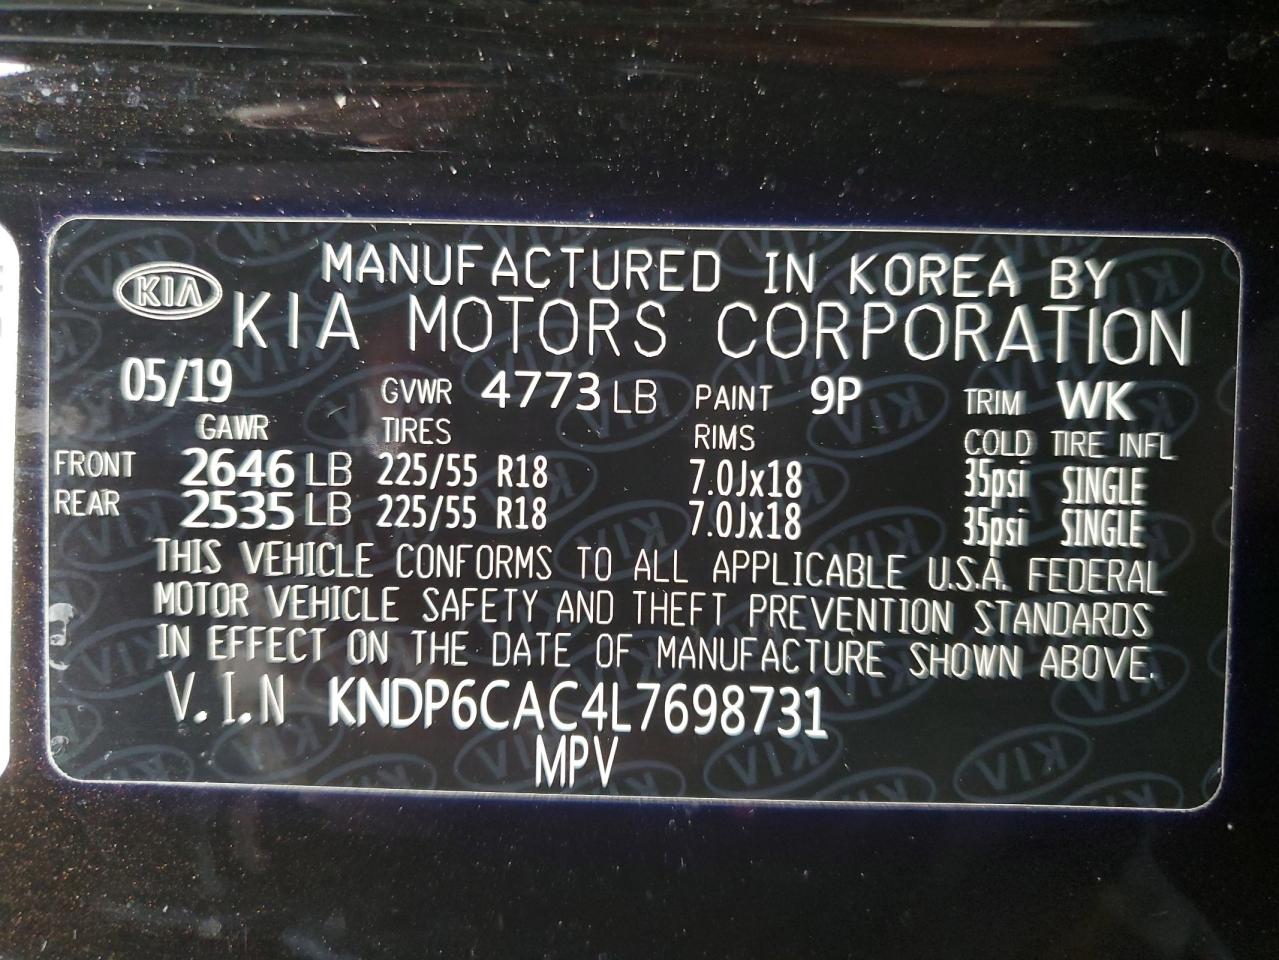 MANUFACTURED IN KOREA BY
KIA
KIA MOTORS CORPORATION
05/19 GVWR 4773 LB PAINT 9P TRIM WK
GAWR TIRES RIMS COLD TIRE INFL
FRONT 2646 LB 225/55 R18 7.0Jx18 35psi SINGLE
REAR 2535 LB 225/55 R18 7.0Jx18 35psi SINGLE
THIS VEHICLE CONFORMS TO ALL APPLICABLE U.S.A. FEDERAL
MOTOR VEHICLE SAFETY AND THEFT PREVENTION STANDARDS
IN EFFECT ON THE DATE OF MANUFACTURE SHOWN ABOVE.
V.I.N KNDP6CAC4L7698731
MPV